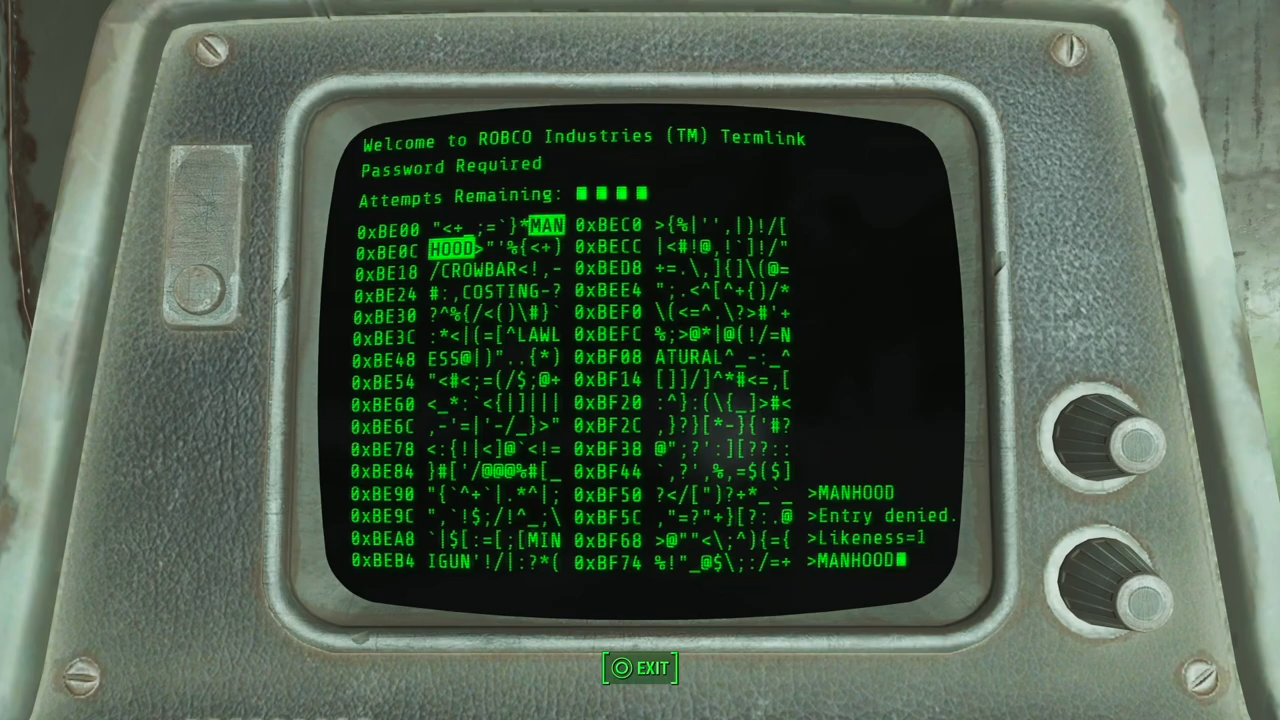 Welcome to ROBCO Industries (TM) Termlink
Password Required
Attempts Remaining: ■ ■ ■ ■
0xBE00 "<+_;=`}*MAN 0xBEC0 >{%|'',|)!/[
0xBE0C HOOD>"'%{<+) 0xBECC |<#!@,!`]!/"
0xBE18 /CROWBAR<!,- 0xBED8 +=.\,]{]\(@=
0xBE24 #:,COSTING-? 0xBEE4 ";.<^[^+{)/*
0xBE30 ?^%{/<()\#}` 0xBEF0 \(<=^.\?>#'+
0xBE3C :*<|(=[^LAWL 0xBEFC %;>@*|@(!/=N
0xBE48 ESS@|)"..{*) 0xBF08 ATURAL^_-:_^
0xBE54 "<#<;=(/$;@+ 0xBF14 []]/]^*#<=,[
0xBE60 <_*:`<{|]||| 0xBF20 :^}:(\{_]>#<
0xBE6C ,-'=|'-/_}>" 0xBF2C ,}?}[*-}{'#?
0xBE78 <:{!|<]@`<!= 0xBF38 @";?':][??::
0xBE84 }#['/@@@%#[_ 0xBF44 `,?',%,=$($]
0xBE90 "{`^+`|.*^|; 0xBF50 ?</[")?+*_`_ >MANHOOD
0xBE9C ",`!$;/!^_;\ 0xBF5C ,"=?"+}[?:.@ >Entry denied.
0xBEA8 `|$[:=[;[MIN 0xBF68 >@""<\;^){={ >Likeness=1
0xBEB4 IGUN'!/|:?*( 0xBF74 %!"_@$\;:/=+ >MANHOOD■
EXIT